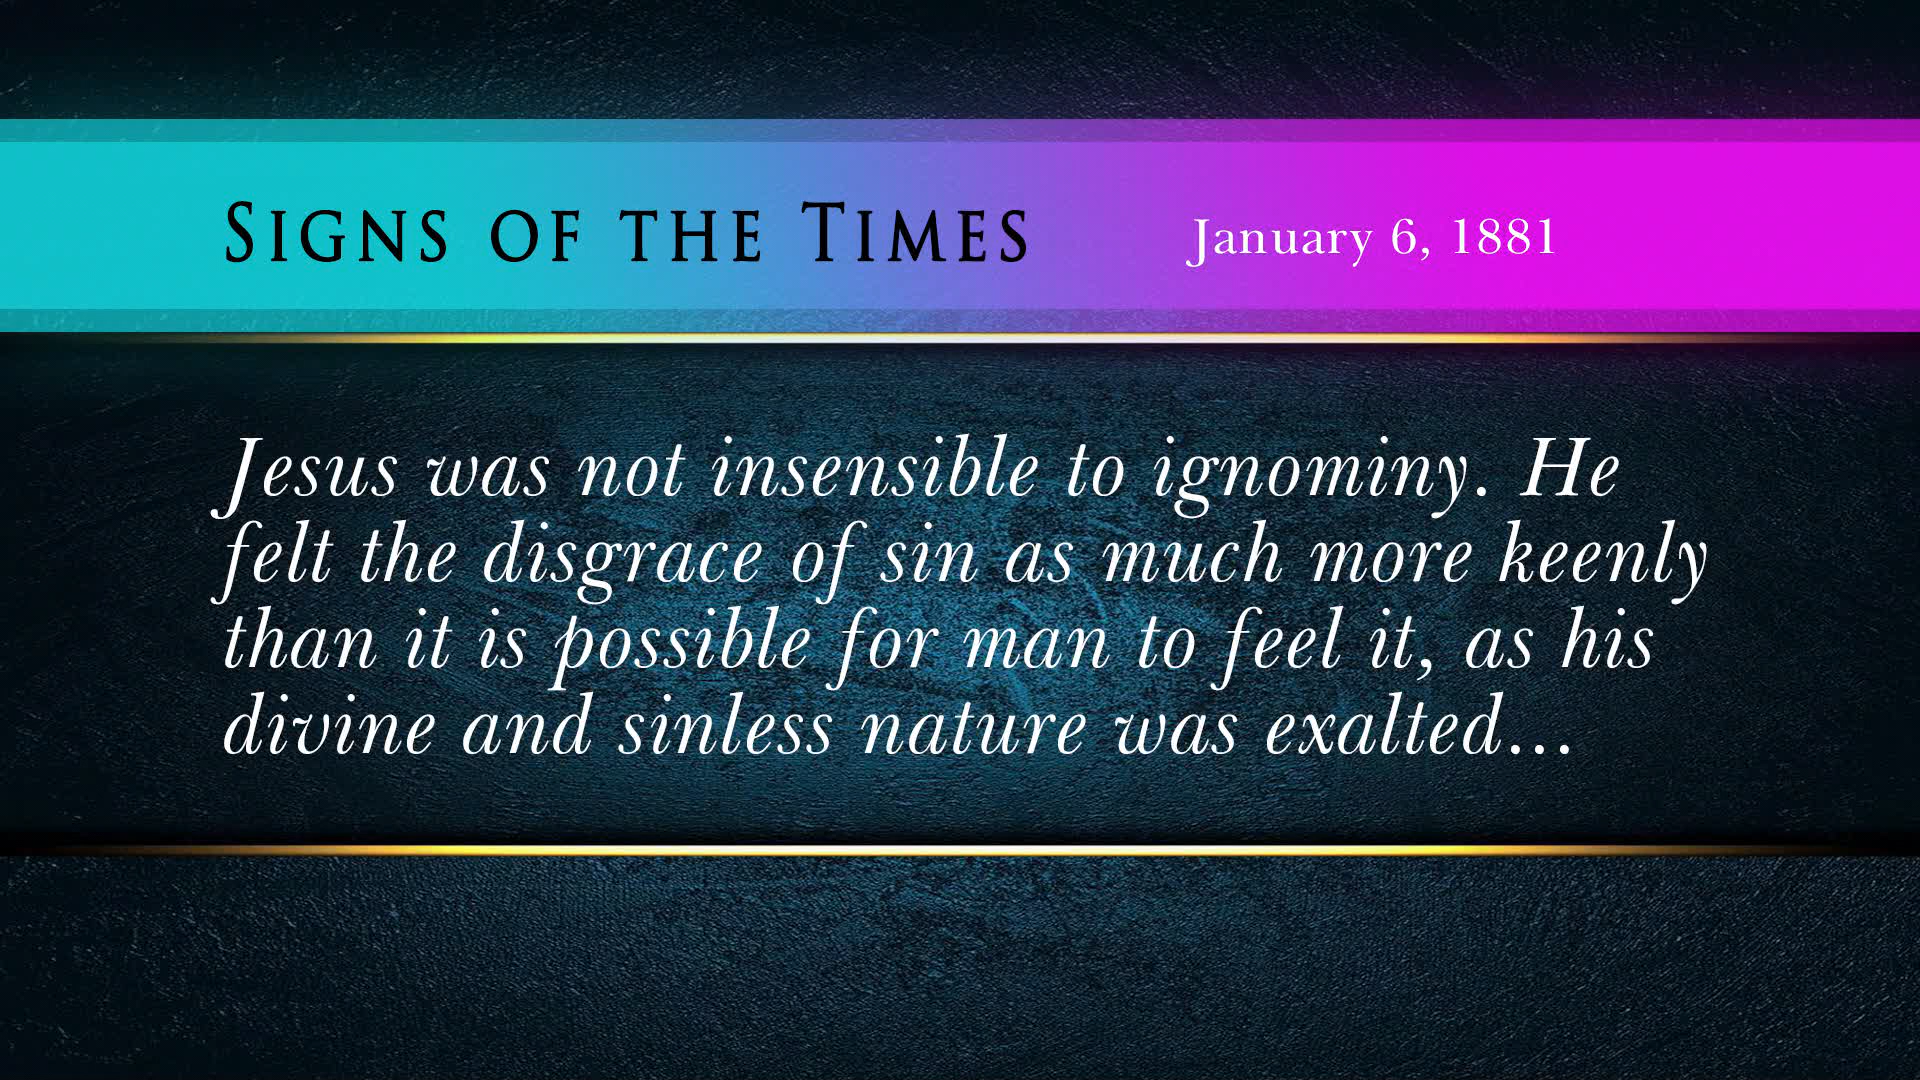 Signs of the Times January 6, 1881
Jesus was not insensible to ignominy. He
felt the disgrace of sin as much more keenly
than it is possible for man to feel it, as his
divine and sinless nature was exalted...